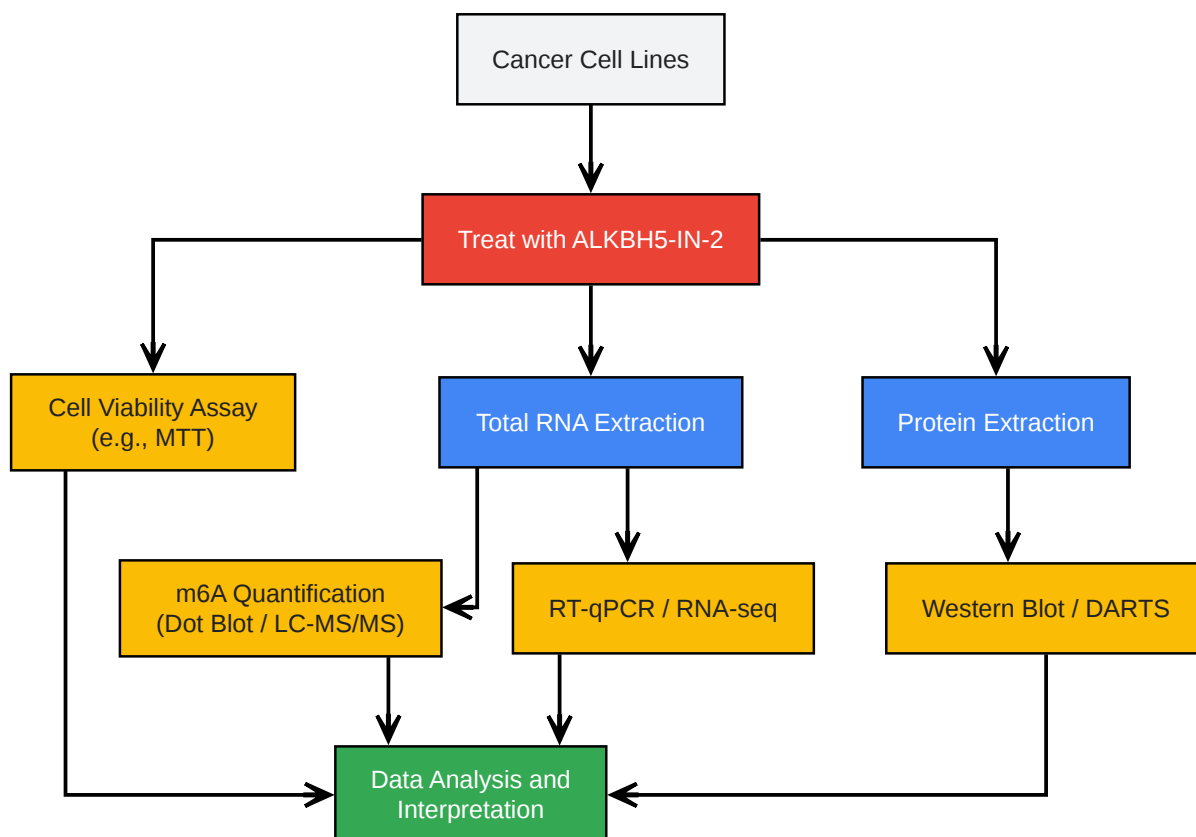 Cancer Cell Lines
Treat with ALKBH5-IN-2
Cell Viability Assay
(e.g., MTT)
Total RNA Extraction
Protein Extraction
m6A Quantification
(Dot Blot / LC-MS/MS)
RT-qPCR / RNA-seq
Western Blot / DARTS
Data Analysis and
Interpretation